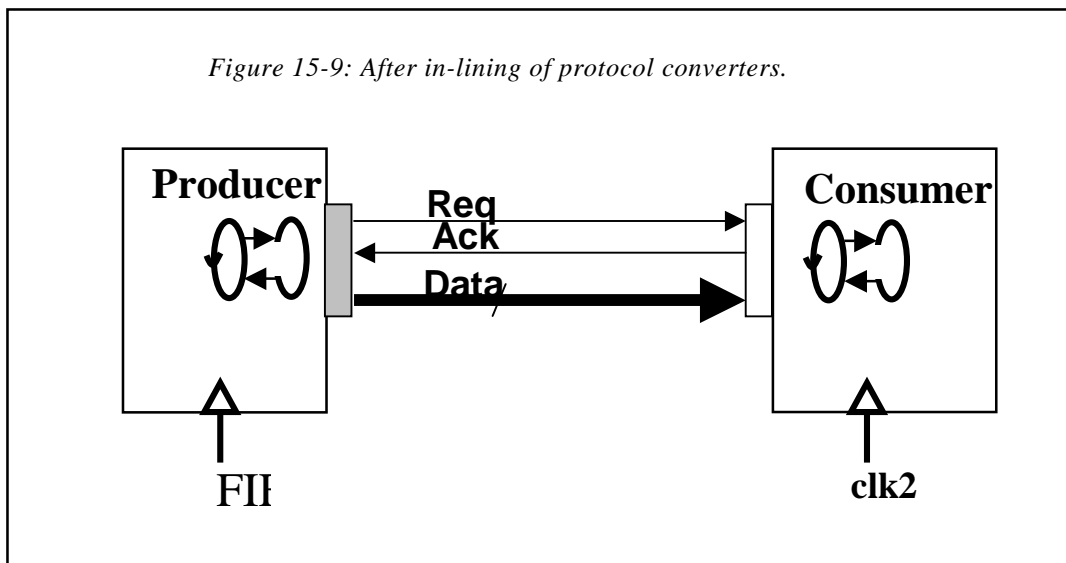 Figure 15-9: After in-lining of protocol converters.
Producer
Consumer
Req
Ack
Data
clk2